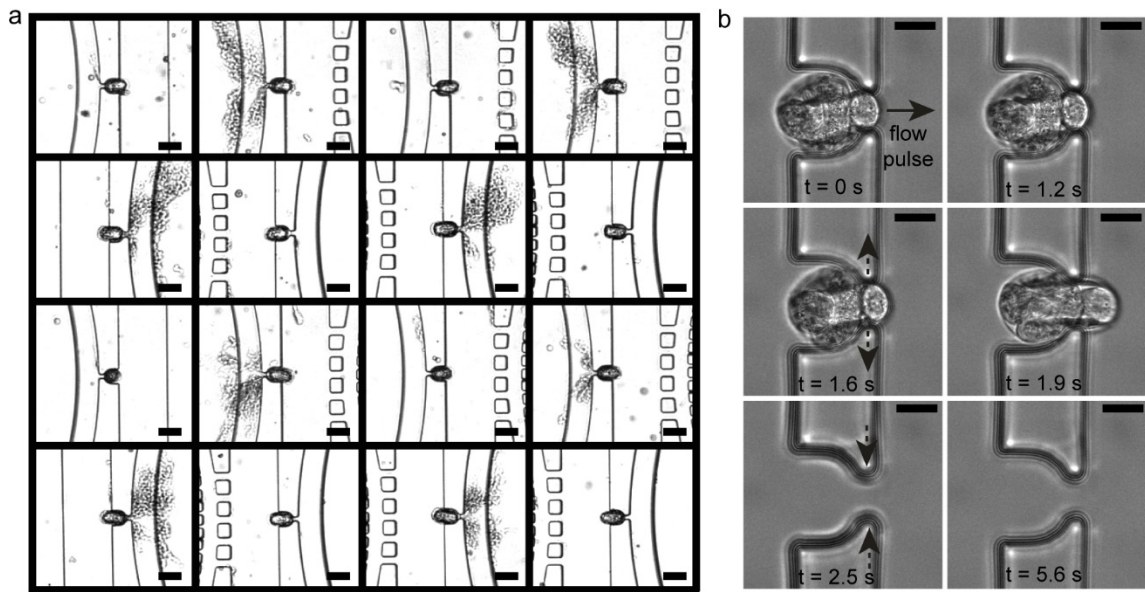 a
b
flow
pulse
t = 0 s
t = 1.2 s
t = 1.6 s
t = 1.9 s
t = 2.5 s
t = 5.6 s